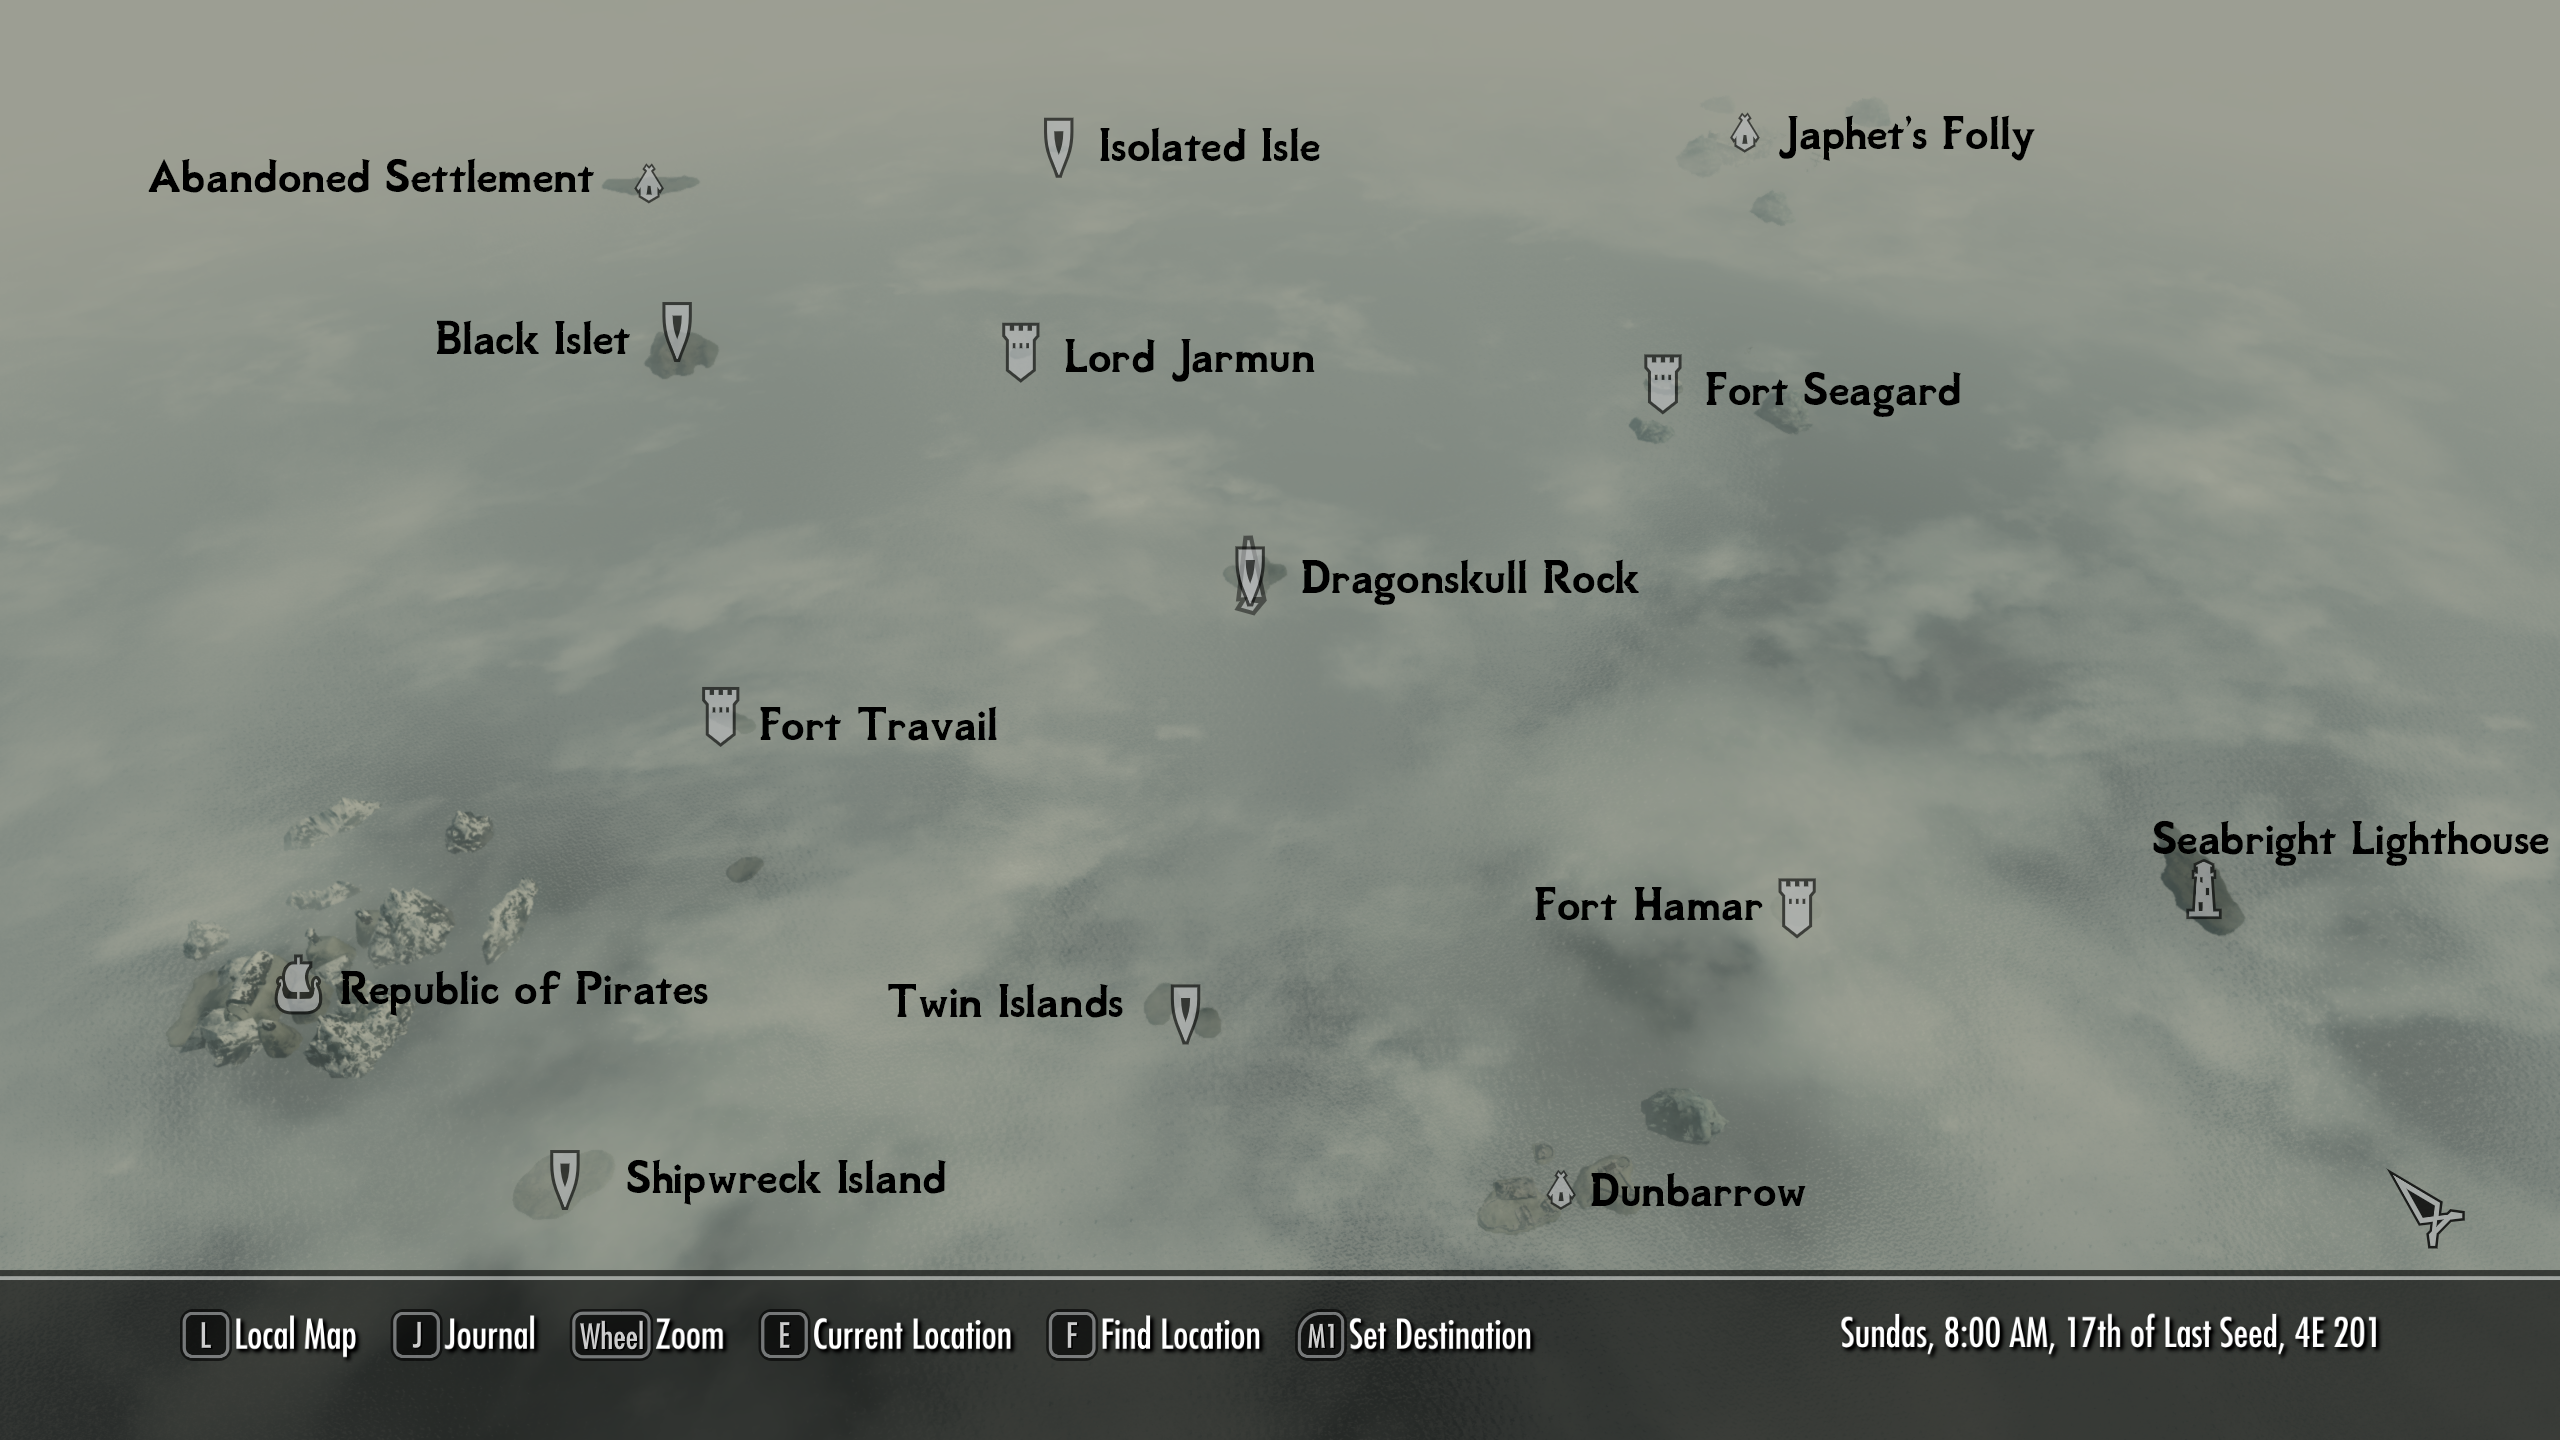 Isolated Isle
Japhet's Folly
Abandoned Settlement
Black Islet
Lord Jarmun
Fort Seagard
Dragonskull Rock
Fort Travail
Seabright Lighthouse
Fort Hamar
Republic of Pirates
Twin Islands
Shipwreck Island
Dunbarrow
L Local Map J Journal Wheel Zoom E Current Location F Find Location M1 Set Destination Sundas, 8:00 AM, 17th of Last Seed, 4E 201